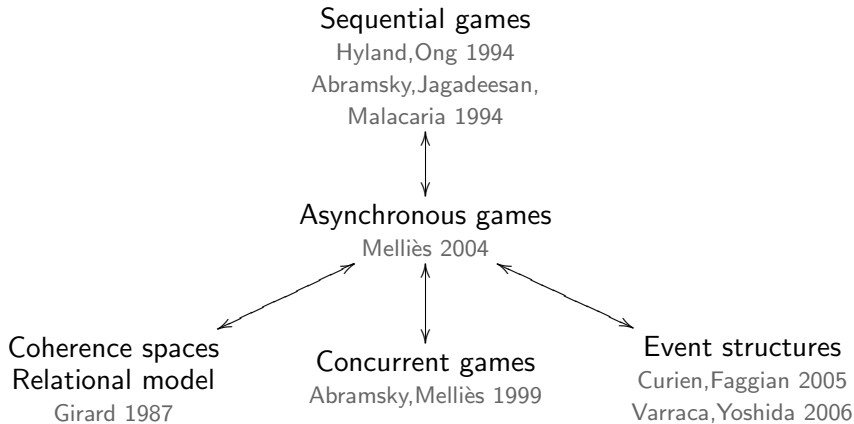 Sequential games
Hyland,Ong 1994
Abramsky,Jagadeesan,
Malacaria 1994
Asynchronous games
Melliès 2004
Coherence spaces
Relational model
Girard 1987
Concurrent games
Abramsky,Melliès 1999
Event structures
Curien,Faggian 2005
Varraca,Yoshida 2006